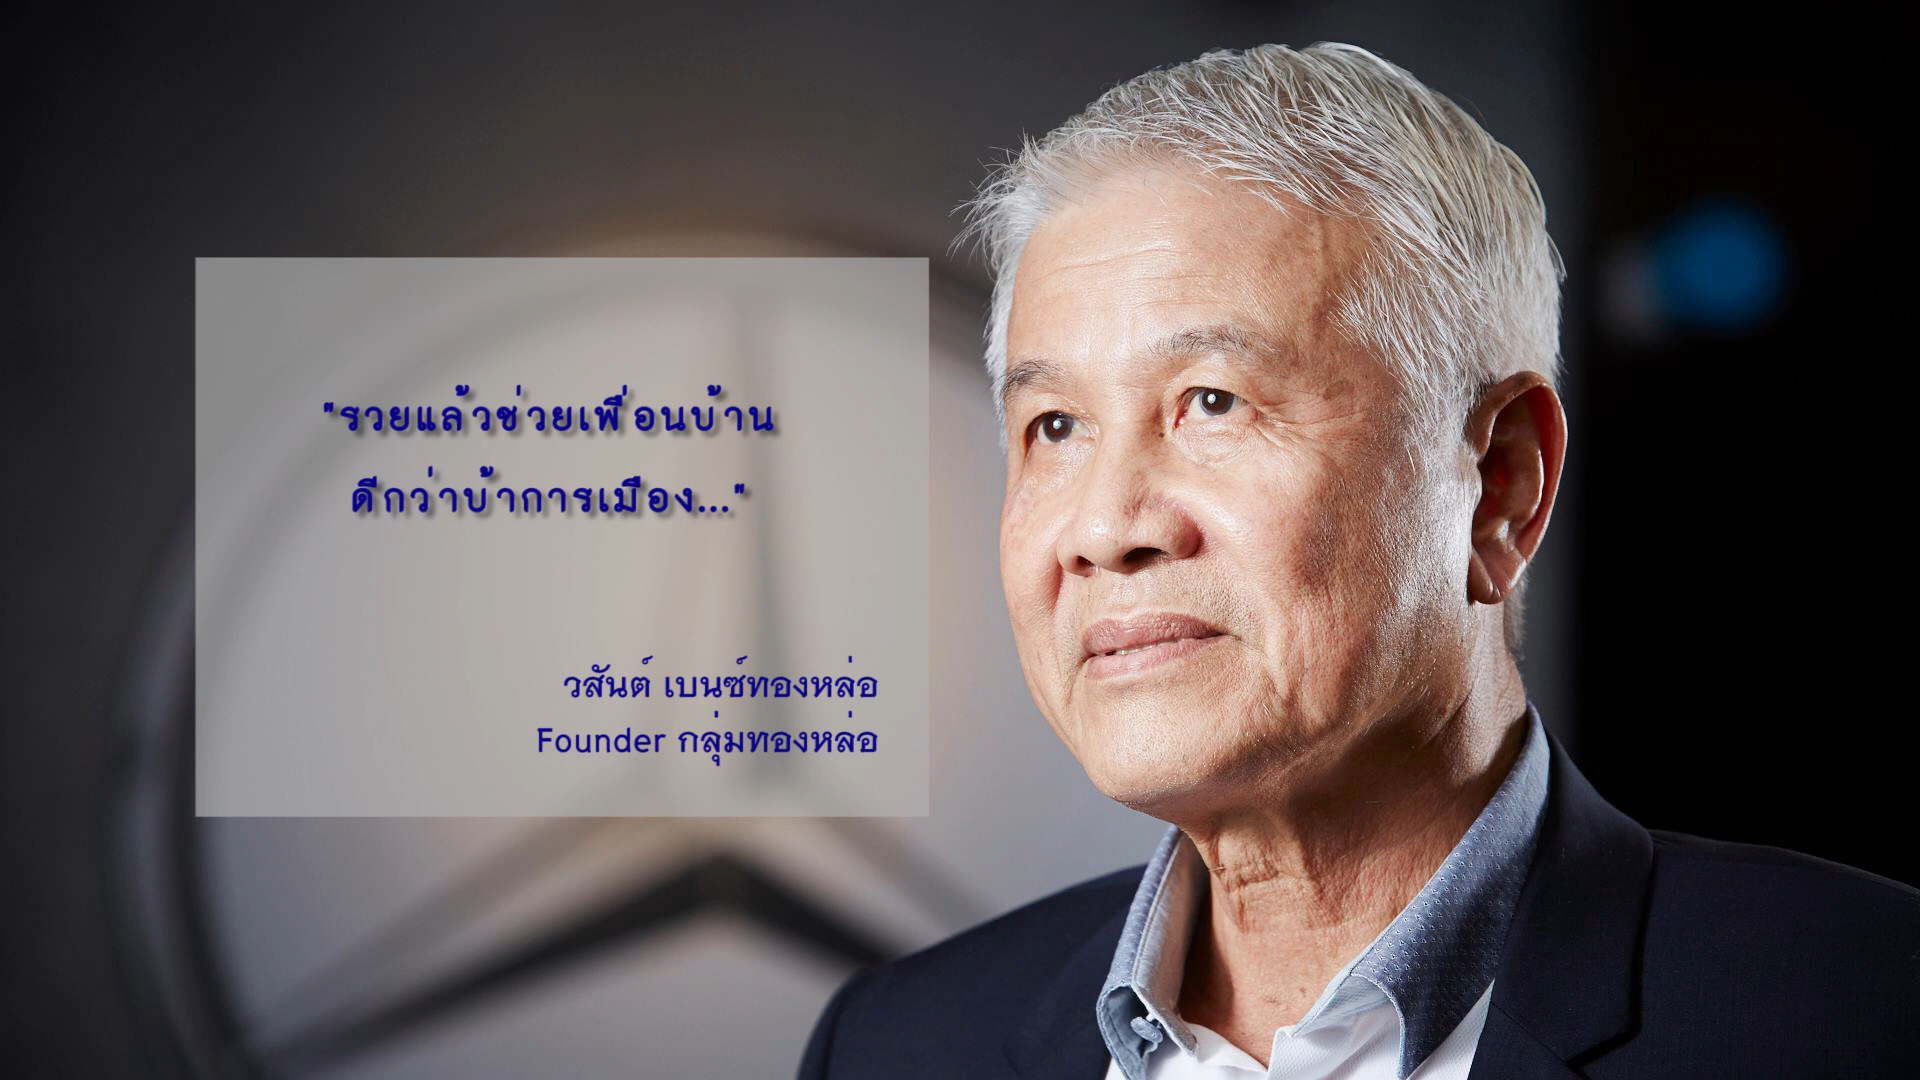 "รวยแล้วช่วยเพื่อนบ้าน
ดีกว่าบ้าการเมือง..."
วสันต์ เบนซ์ทองหล่อ
Founder กลุ่มทองหล่อ